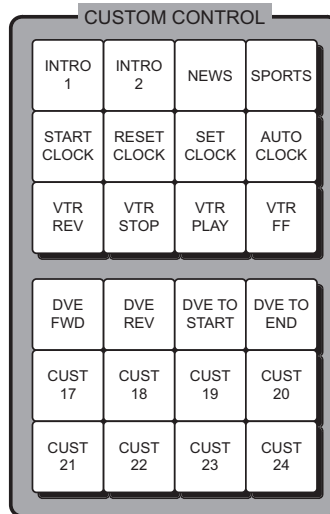 CUSTOM CONTROL
INTRO 1
INTRO 2
NEWS
SPORTS
START CLOCK
RESET CLOCK
SET CLOCK
AUTO CLOCK
VTR REV
VTR STOP
VTR PLAY
VTR FF
DVE FWD
DVE REV
DVE TO START
DVE TO END
CUST 17
CUST 18
CUST 19
CUST 20
CUST 21
CUST 22
CUST 23
CUST 24